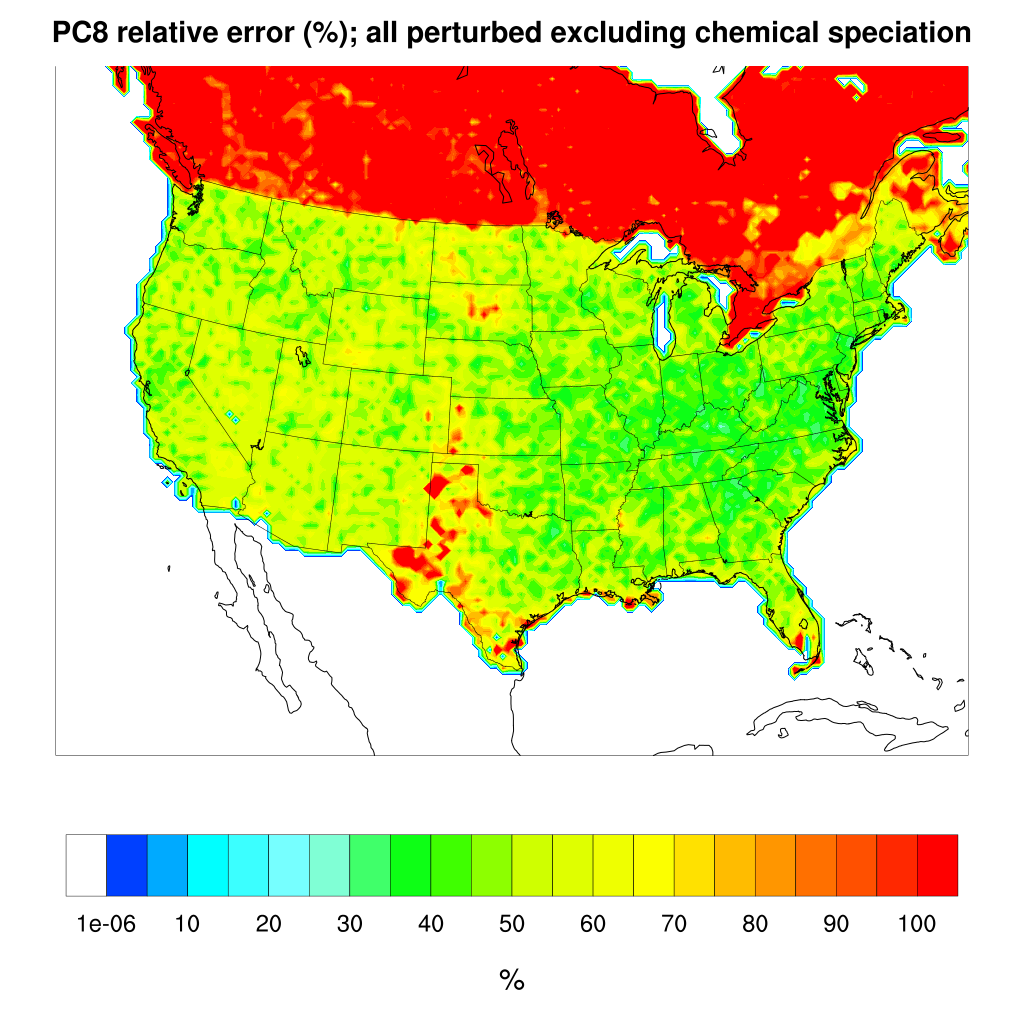 PC8 relative error (%); all perturbed excluding chemical speciation
1e-06 10 20 30 40 50 60 70 80 90 100
%